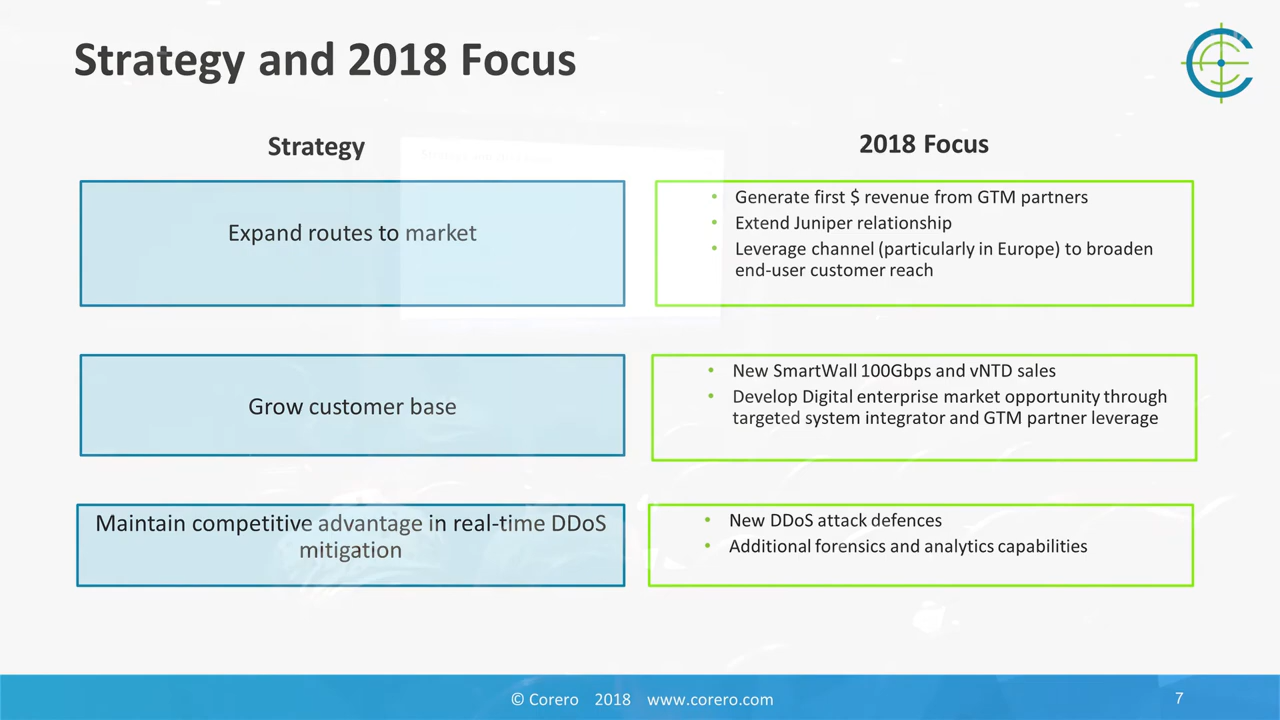 Strategy and 2018 Focus
Strategy
2018 Focus
Expand routes to market
• Generate first $ revenue from GTM partners
• Extend Juniper relationship
• Leverage channel (particularly in Europe) to broaden
end-user customer reach
Grow customer base
• New SmartWall 100Gbps and vNTD sales
• Develop Digital enterprise market opportunity through
targeted system integrator and GTM partner leverage
Maintain competitive advantage in real-time DDoS
mitigation
• New DDoS attack defences
• Additional forensics and analytics capabilities
© Corero 2018 www.corero.com
7